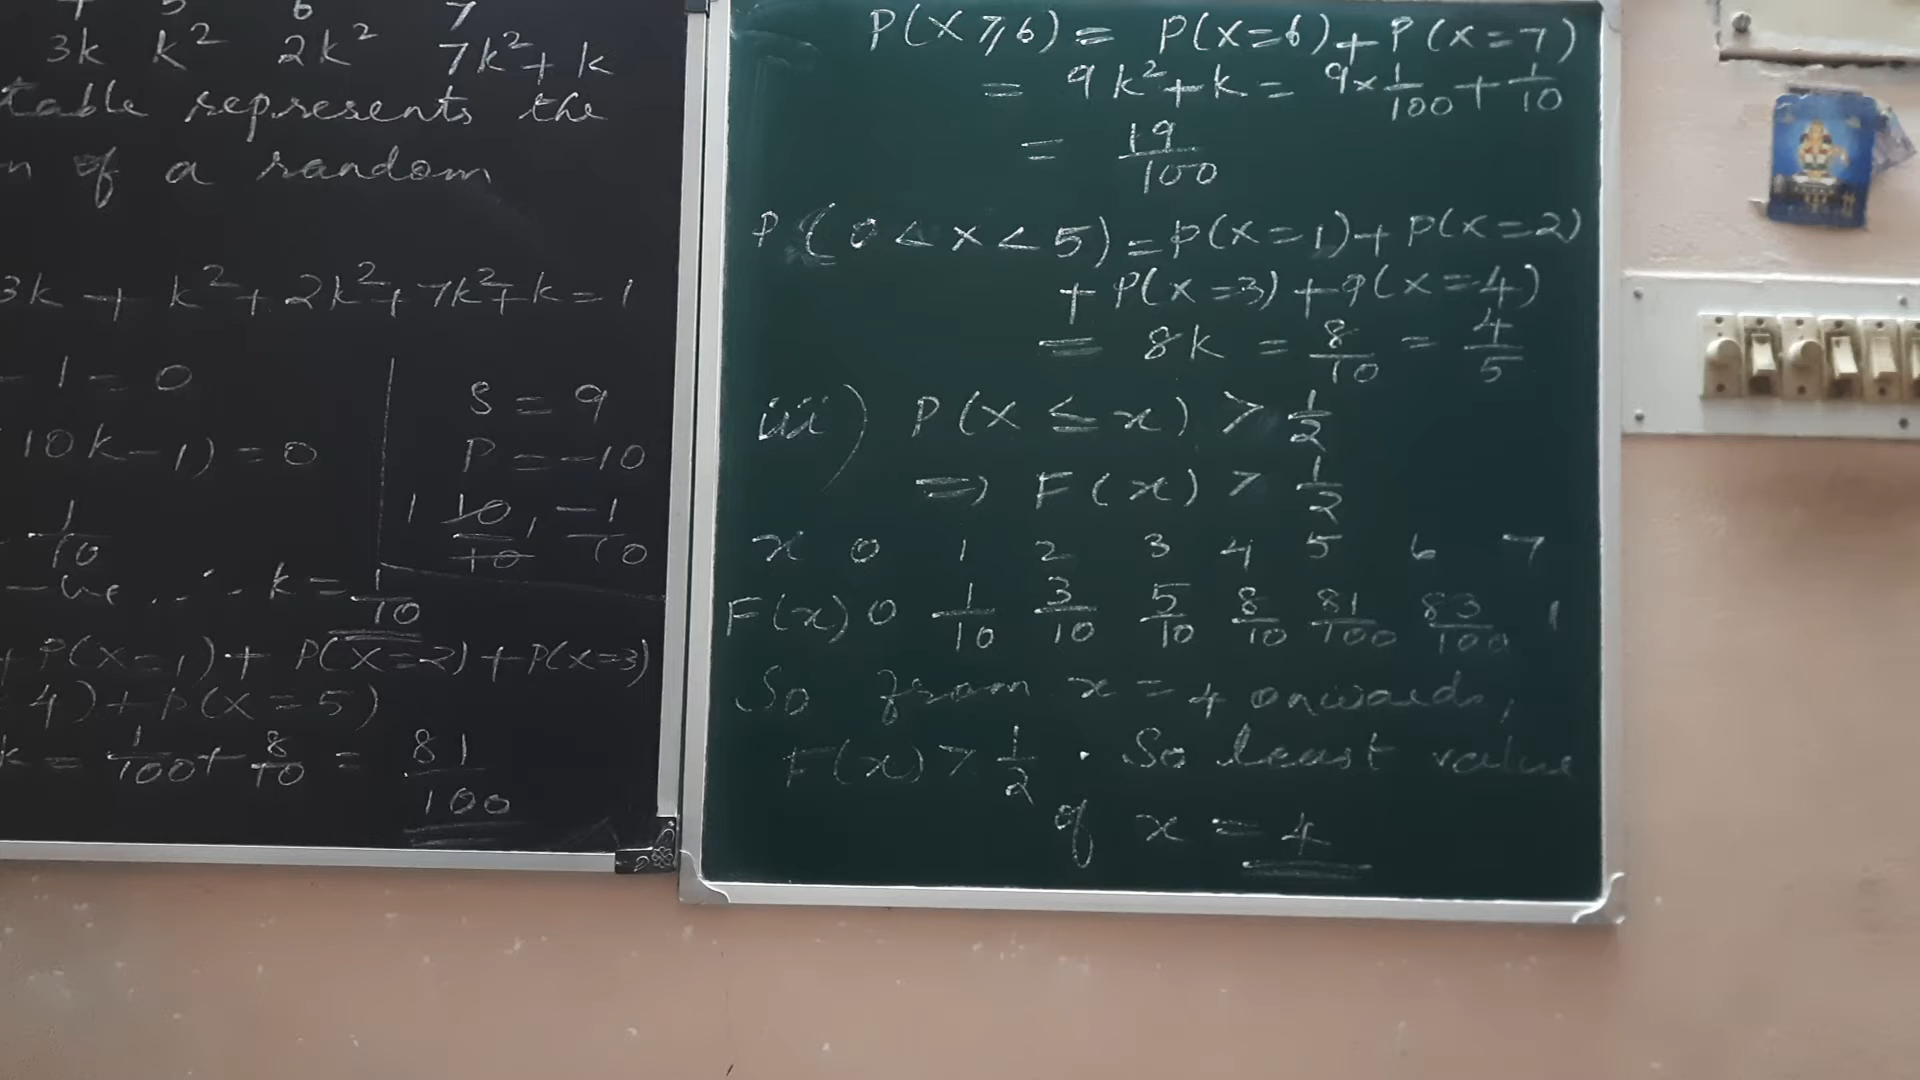 4 5 6 7
3k k² 2k² 7k²+k
table represents the
n of a random
3k + k² + 2k² + 7k²+k = 1
- 1 = 0
10k-1) = 0
1/10
-ve ∴ k = 1/10
S = 9
P = -10
1 10/10, -1/10
+ P(X=1) + P(X=2) + P(X=3)
4) + P(X=5)
k = 1/100 + 8/10 = 81/100
P(X ⩾ 6) = P(X=6) + P(X=7)
= 9k²+k = 9×1/100 + 1/10
= 19/100
P(0 < X < 5) = P(X=1) + P(X=2)
+ P(X=3) + P(X=4)
= 8k = 8/10 = 4/5
iii) P(X ≤ x) > 1/2
⇒ F(x) > 1/2
x 0 1 2 3 4 5 6 7
F(x) 0 1/10 3/10 5/10 8/10 81/100 83/100 1
So from x = 4 onwards,
F(x) > 1/2 . So least value
of x = 4